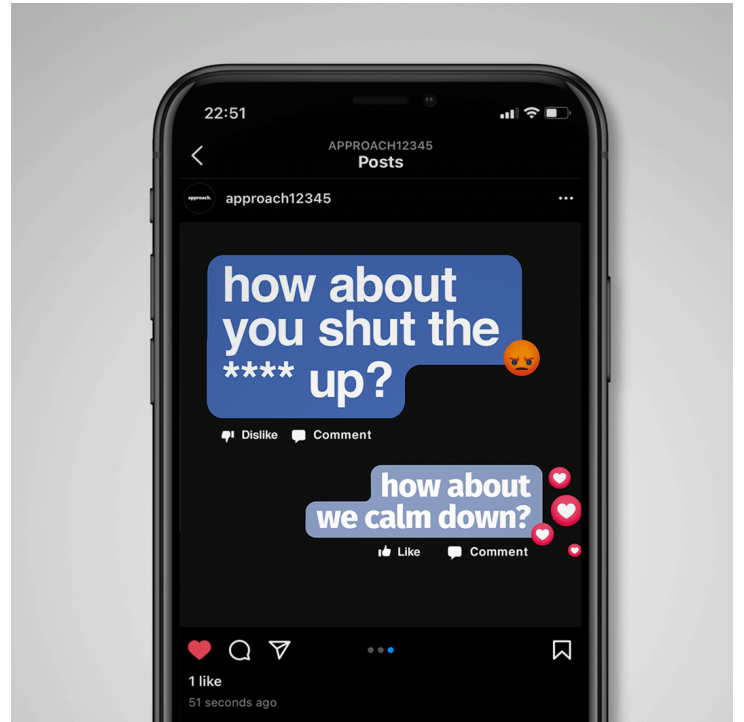 22:51
APPROACH12345
Posts
approach.
approach12345
how about
you shut the
**** up?
Dislike Comment
how about
we calm down?
Like Comment
1 like
51 seconds ago